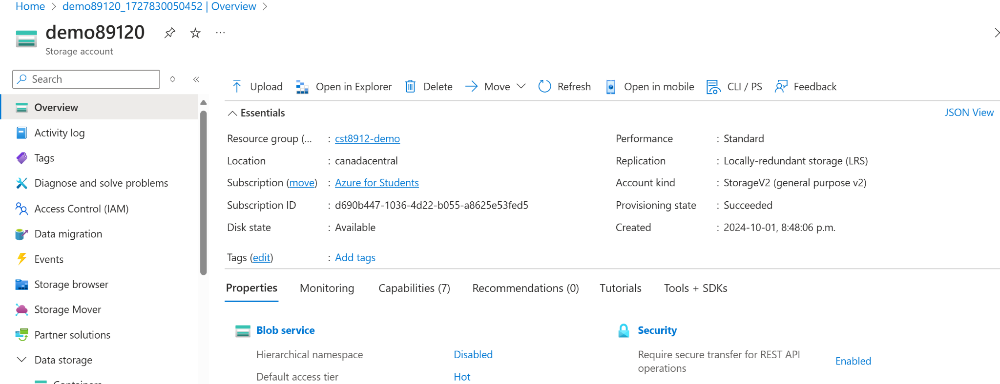 Home > demo89120_1727830050452 | Overview >
demo89120
Storage account
Search
Overview
Activity log
Tags
Diagnose and solve problems
Access Control (IAM)
Data migration
Events
Storage browser
Storage Mover
Partner solutions
Data storage
Containers
Upload Open in Explorer Delete Move Refresh Open in mobile CLI / PS Feedback
Essentials
JSON View
Resource group (... : cst8912-demo
Location : canadacentral
Subscription (move) : Azure for Students
Subscription ID : d690b447-1036-4d22-b055-a8625e53fed5
Disk state : Available
Performance : Standard
Replication : Locally-redundant storage (LRS)
Account kind : StorageV2 (general purpose v2)
Provisioning state : Succeeded
Created : 2024-10-01, 8:48:06 p.m.
Tags (edit) : Add tags
Properties Monitoring Capabilities (7) Recommendations (0) Tutorials Tools + SDKs
Blob service
Hierarchical namespace Disabled
Default access tier Hot
Security
Require secure transfer for REST API
operations
Enabled